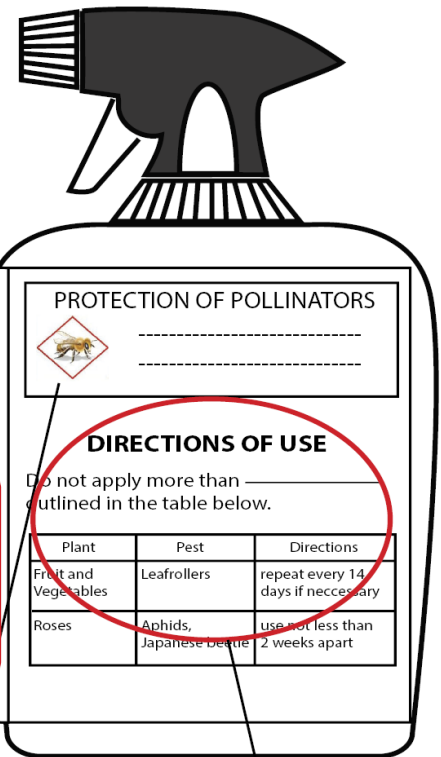 PROTECTION OF POLLINATORS
DIRECTIONS OF USE
Do not apply more than
outlined in the table below.
Plant Pest Directions
Fruit and Leafrollers repeat every 14
Vegetables days if neccessary
Roses Aphids, use not less than
Japanese beetle 2 weeks apart